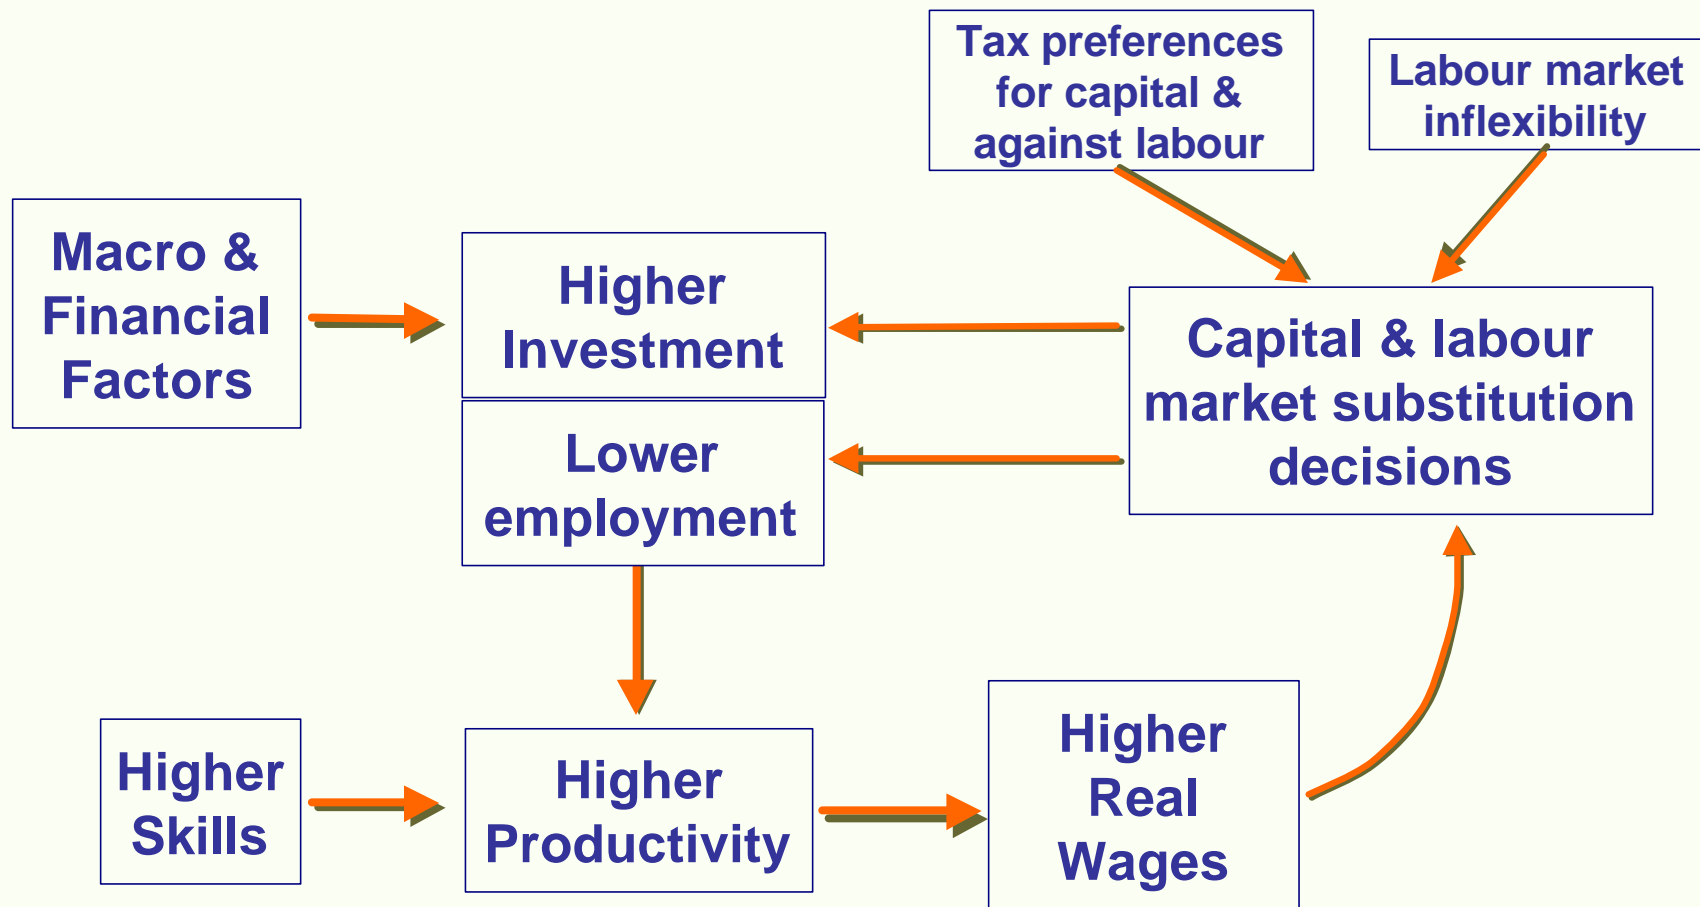 Tax preferences
for capital &
against labour
Labour market
inflexibility
Macro &
Financial
Factors
Higher
Investment
Capital & labour
market substitution
decisions
Lower
employment
Higher
Skills
Higher
Productivity
Higher
Real
Wages